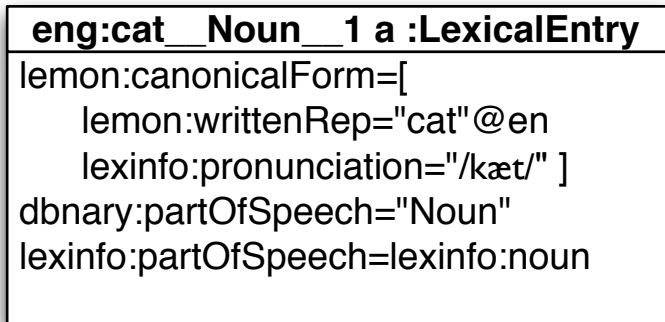 eng:cat__Noun__1 a :LexicalEntry
lemon:canonicalForm=[
lemon:writtenRep="cat"@en
lexinfo:pronunciation="/kæt/" ]
dbnary:partOfSpeech="Noun"
lexinfo:partOfSpeech=lexinfo:noun